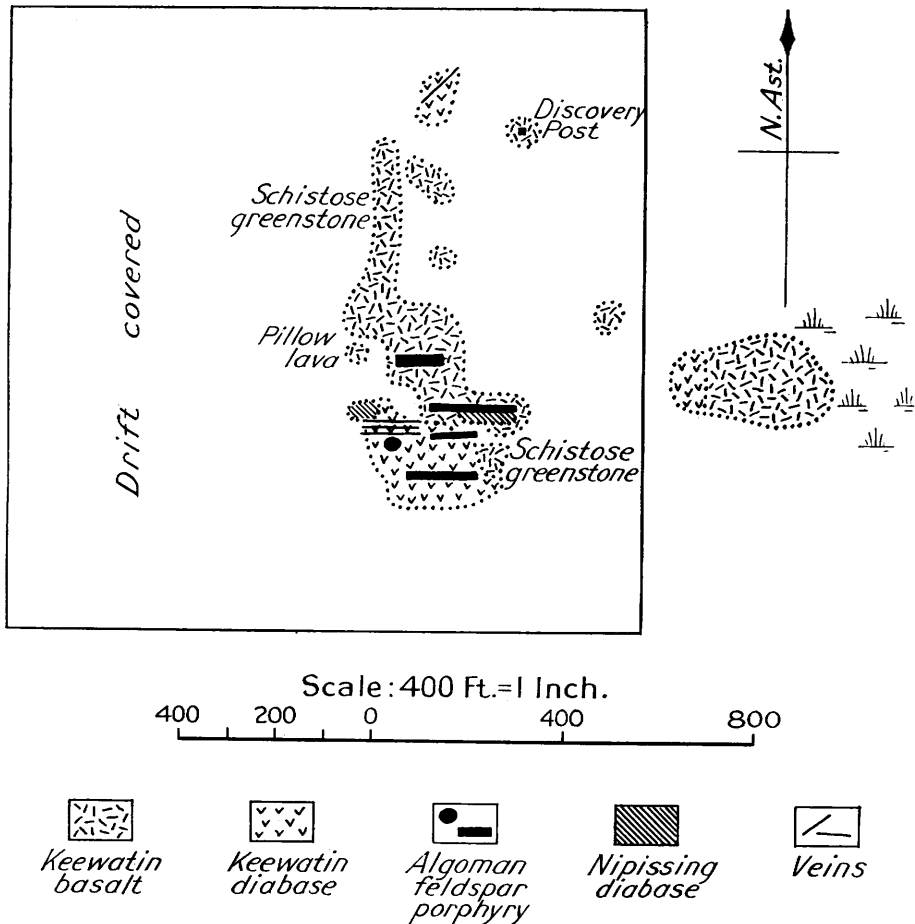 Discovery
Post
N. Ast.
Schistose
greenstone
Drift covered
Pillow
lava
Schistose
greenstone
Scale: 400 Ft.=1 Inch.
400 200 0 400 800
Keewatin
basalt
Keewatin
diabase
Algoman
feldspar
porphyry
Nipissing
diabase
Veins